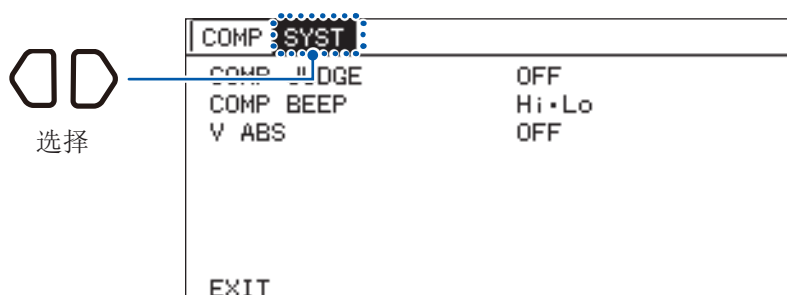 COMP SYST
COMP JUDGE OFF
COMP BEEP Hi・Lo
V ABS OFF
选择
EXIT